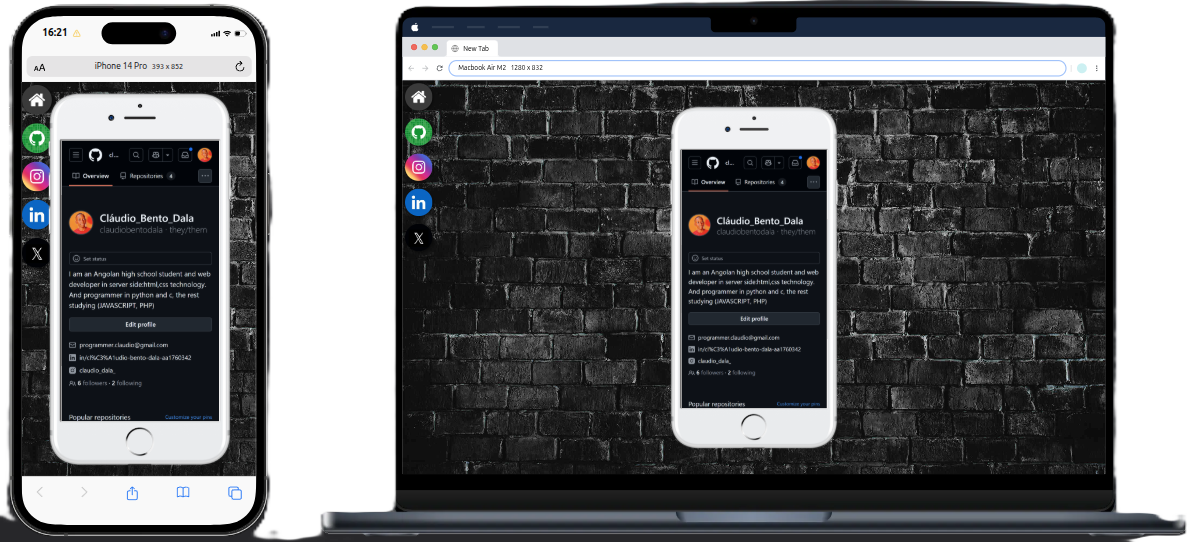 16:21
AA iPhone 14 Pro 393 x 852
d...
Overview Repositories 4
Cláudio_Bento_Dala
claudiobentodala · they/them
Set status
I am an Angolan high school student and web
developer in server side:html,css technology.
And programmer in python and c, the rest
studying (JAVASCRIPT, PHP)
Edit profile
programmer.claudio@gmail.com
in/cl%C3%A1udio-bento-dala-aa1760342
claudio_dala_
6 followers · 2 following
Popular repositories Customize your pins
in
New Tab
Macbook Air M2 1280 x 832
d...
Overview Repositories 4
Cláudio_Bento_Dala
claudiobentodala · they/them
Set status
I am an Angolan high school student and web
developer in server side:html,css technology.
And programmer in python and c, the rest
studying (JAVASCRIPT, PHP)
Edit profile
programmer.claudio@gmail.com
in/cl%C3%A1udio-bento-dala-aa1760342
claudio_dala_
6 followers · 2 following
Popular repositories Customize your pins
in